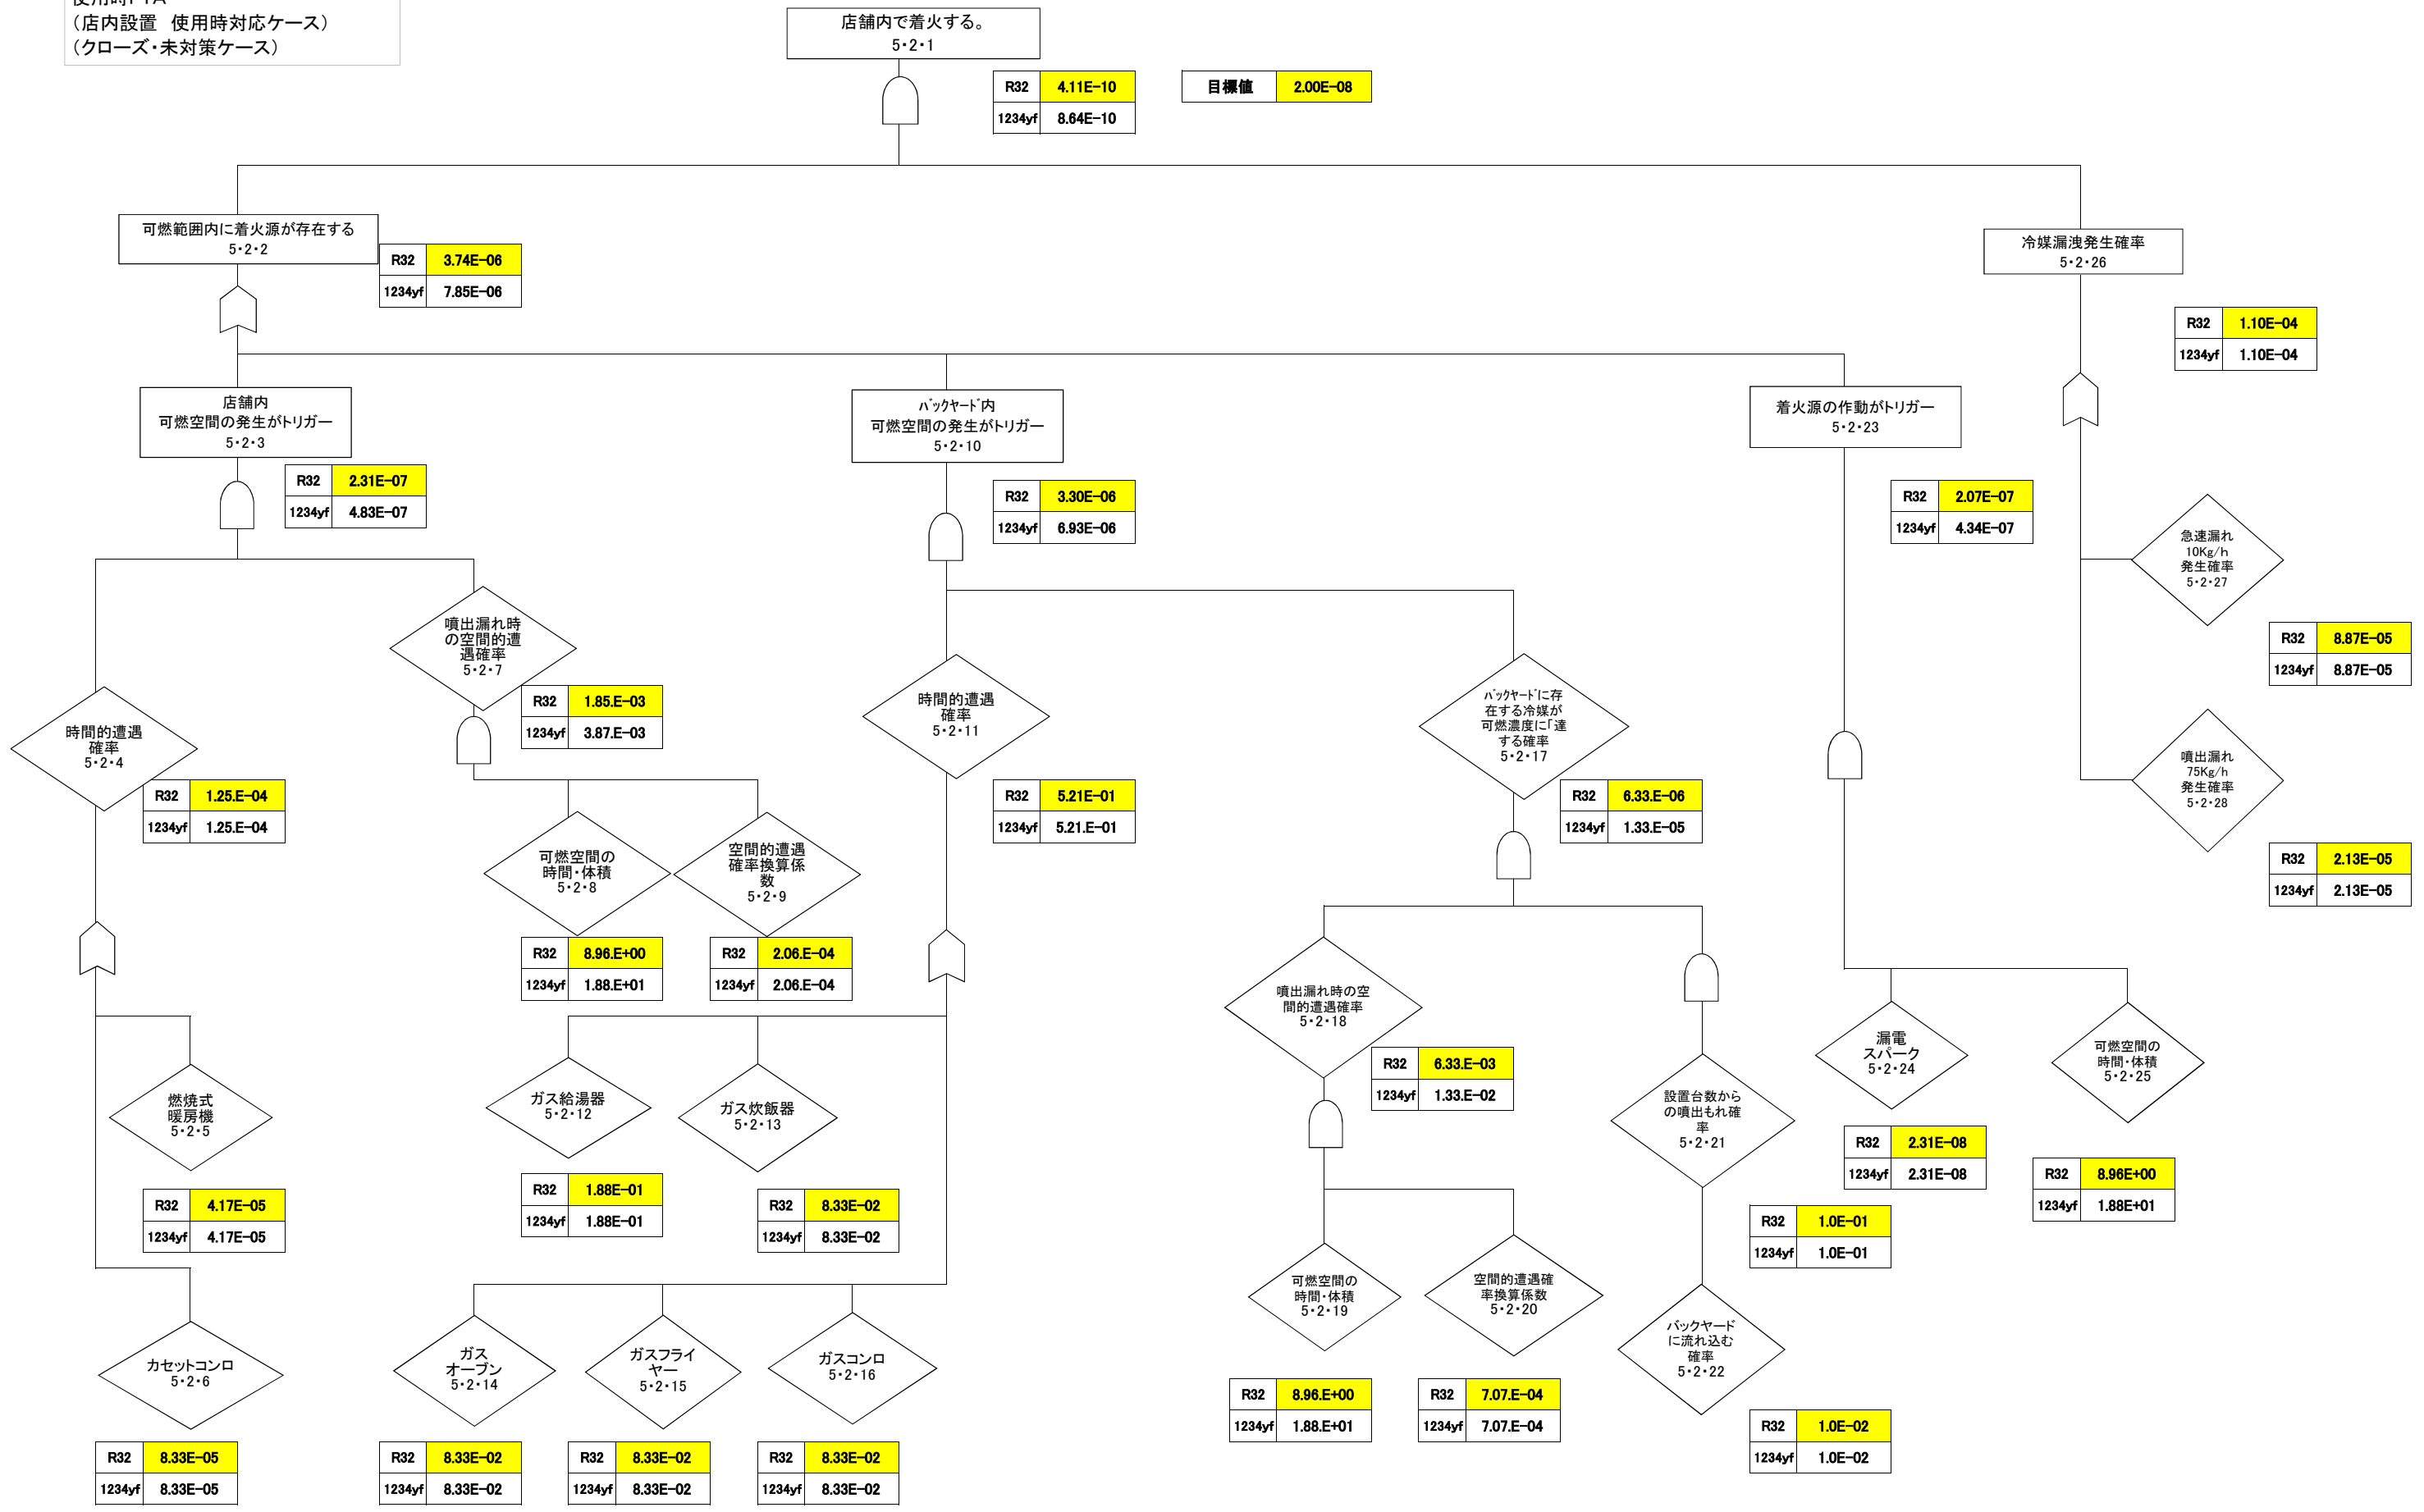 使用時FTA
（店内設置　使用時対応ケース）
（クローズ・未対策ケース）
店舗内で着火する。
5・2・1
R32 4.11E-10
1234yf 8.64E-10
目標値 2.00E-08
可燃範囲内に着火源が存在する
5・2・2
R32 3.74E-06
1234yf 7.85E-06
冷媒漏洩発生確率
5・2・26
R32 1.10E-04
1234yf 1.10E-04
店舗内
可燃空間の発生がトリガー
5・2・3
R32 2.31E-07
1234yf 4.83E-07
ﾊﾞｯｸﾔｰﾄﾞ内
可燃空間の発生がトリガー
5・2・10
R32 3.30E-06
1234yf 6.93E-06
着火源の作動がトリガー
5・2・23
R32 2.07E-07
1234yf 4.34E-07
急速漏れ
10Kg/h
発生確率
5・2・27
R32 8.87E-05
1234yf 8.87E-05
噴出漏れ時
の空間的遭
遇確率
5・2・7
R32 1.85.E-03
1234yf 3.87.E-03
時間的遭遇
確率
5・2・4
R32 1.25.E-04
1234yf 1.25.E-04
時間的遭遇
確率
5・2・11
R32 5.21.E-01
1234yf 5.21.E-01
ﾊﾞｯｸﾔｰﾄﾞに存
在する冷媒が
可燃濃度に「達
する確率
5・2・17
R32 6.33.E-06
1234yf 1.33.E-05
噴出漏れ
75Kg/h
発生確率
5・2・28
R32 2.13E-05
1234yf 2.13E-05
可燃空間の
時間・体積
5・2・8
R32 8.96.E+00
1234yf 1.88.E+01
空間的遭遇
確率換算係
数
5・2・9
R32 2.06.E-04
1234yf 2.06.E-04
噴出漏れ時の空
間的遭遇確率
5・2・18
R32 6.33.E-03
1234yf 1.33.E-02
設置台数から
の噴出もれ確
率
5・2・21
R32 1.0E-01
1234yf 1.0E-01
漏電
スパーク
5・2・24
R32 2.31E-08
1234yf 2.31E-08
可燃空間の
時間・体積
5・2・25
R32 8.96E+00
1234yf 1.88E+01
燃焼式
暖房機
5・2・5
R32 4.17E-05
1234yf 4.17E-05
ガス給湯器
5・2・12
R32 1.88E-01
1234yf 1.88E-01
ガス炊飯器
5・2・13
R32 8.33E-02
1234yf 8.33E-02
可燃空間の
時間・体積
5・2・19
R32 8.96.E+00
1234yf 1.88.E+01
空間的遭遇確
率換算係数
5・2・20
R32 7.07.E-04
1234yf 7.07.E-04
バックヤード
に流れ込む
確率
5・2・22
R32 1.0E-02
1234yf 1.0E-02
カセットコンロ
5・2・6
R32 8.33E-05
1234yf 8.33E-05
ガス
オーブン
5・2・14
R32 8.33E-02
1234yf 8.33E-02
ガスフライ
ヤー
5・2・15
R32 8.33E-02
1234yf 8.33E-02
ガスコンロ
5・2・16
R32 8.33E-02
1234yf 8.33E-02